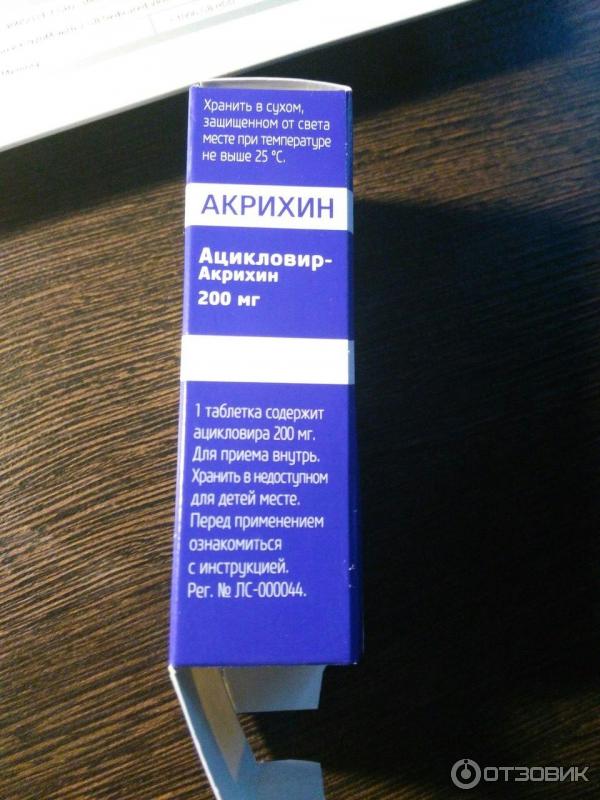 Хранить в сухом,
защищенном от света
месте при температуре
не выше 25 °C.
АКРИХИН
Ацикловир-
Акрихин
200 мг
1 таблетка содержит
ацикловира 200 мг.
Для приема внутрь.
Хранить в недоступном
для детей месте.
Перед применением
ознакомиться
с инструкцией.
Рег. № ЛС-000044.
ОТЗОВИК